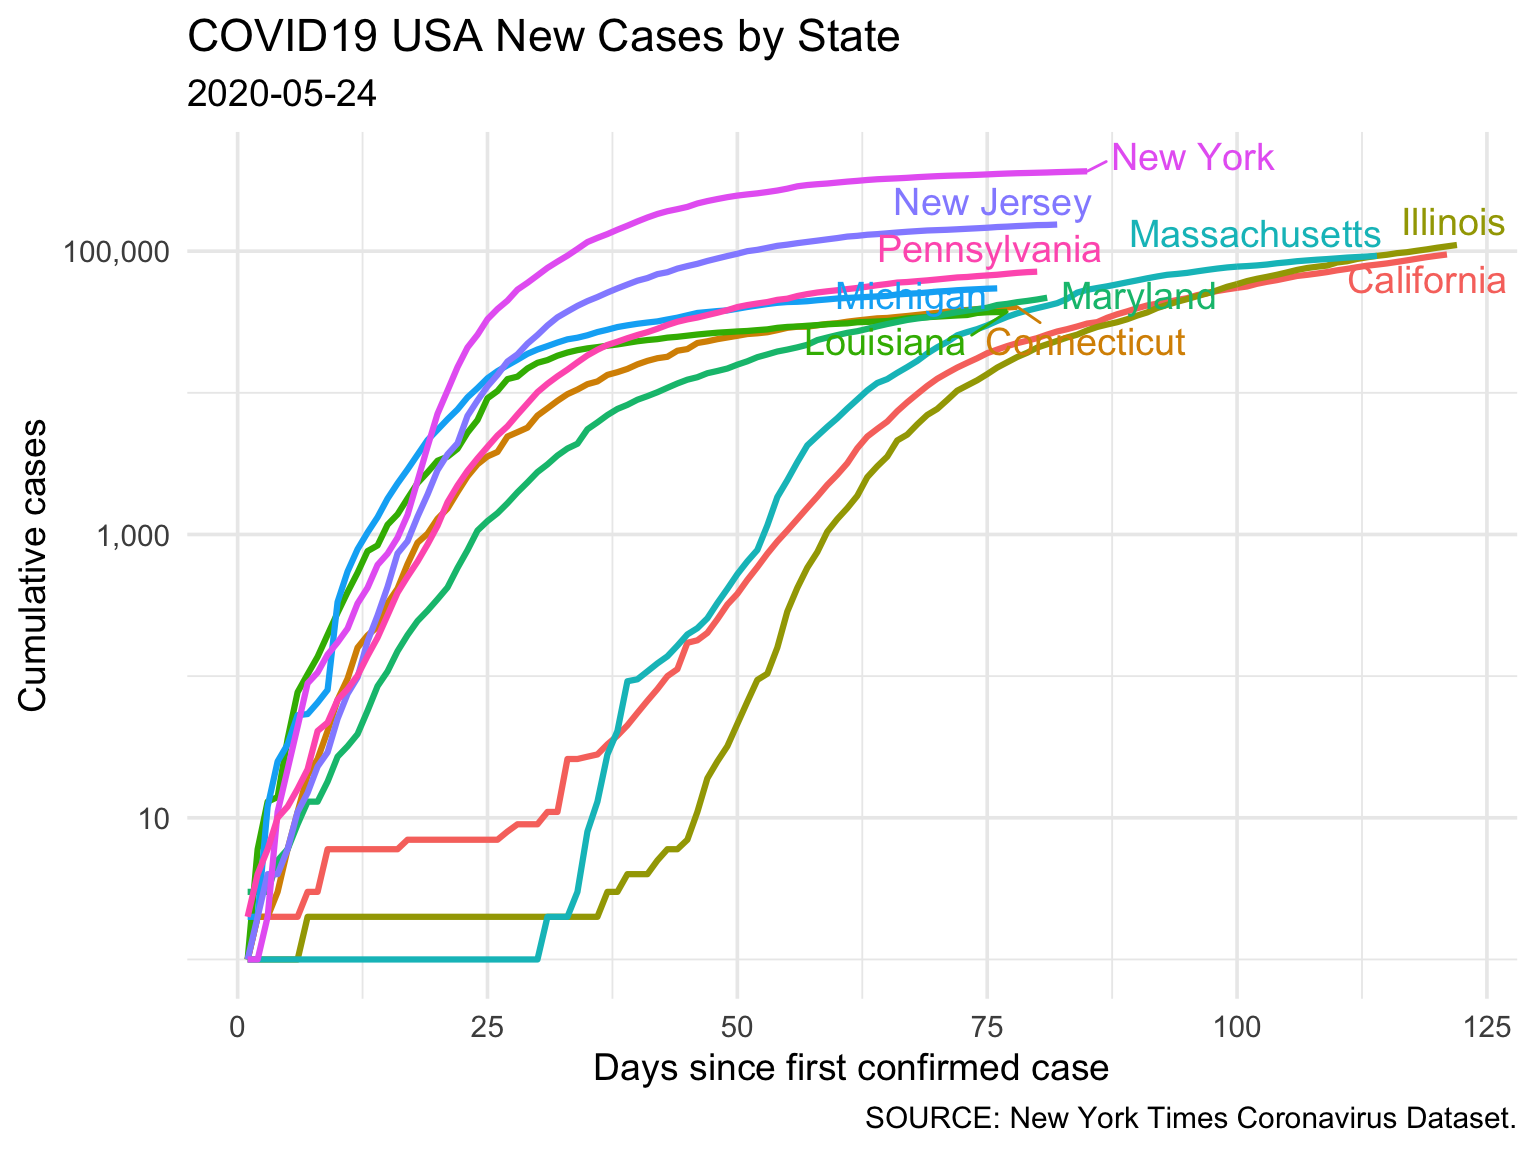 COVID19 USA New Cases by State
2020-05-24
New York
New Jersey
Illinois
Massachusetts
Pennsylvania
California
Michigan
Maryland
Louisiana
Connecticut
100,000
1,000
10
Cumulative cases
0 25 50 75 100 125
Days since first confirmed case
SOURCE: New York Times Coronavirus Dataset.